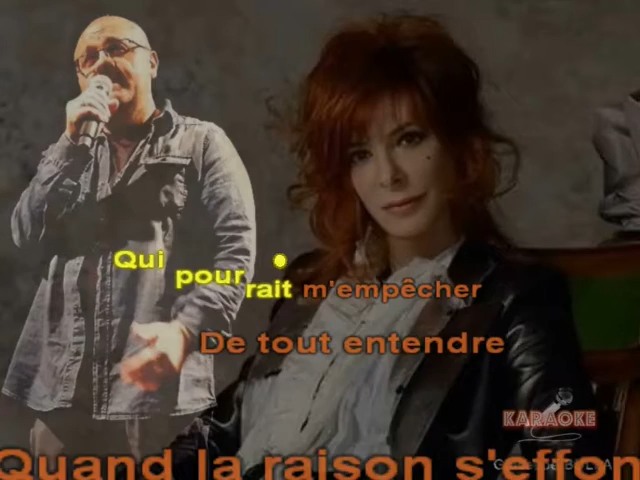 Qui pourrait m'empêcher
De tout entendre
KARAOKE
Quand la raison s'effon